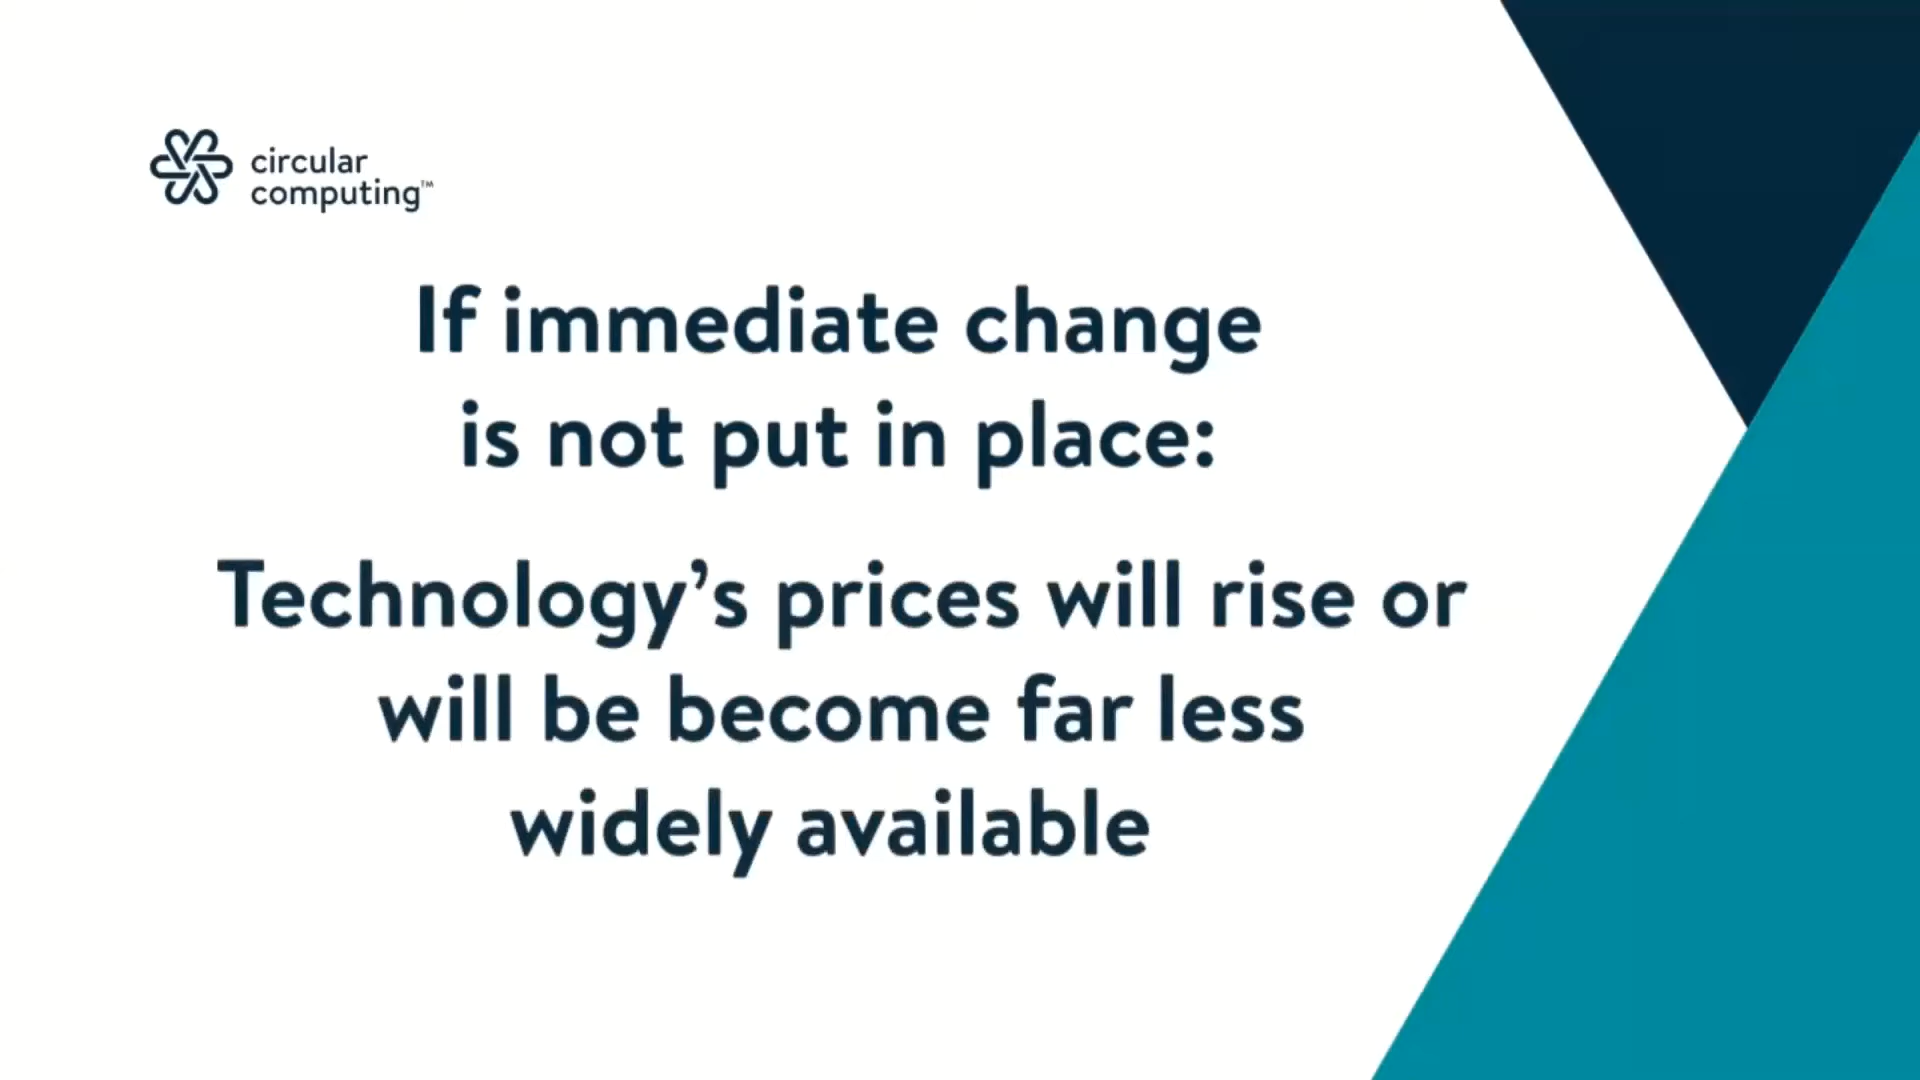 circular
computing™
If immediate change
is not put in place:
Technology’s prices will rise or
will be become far less
widely available